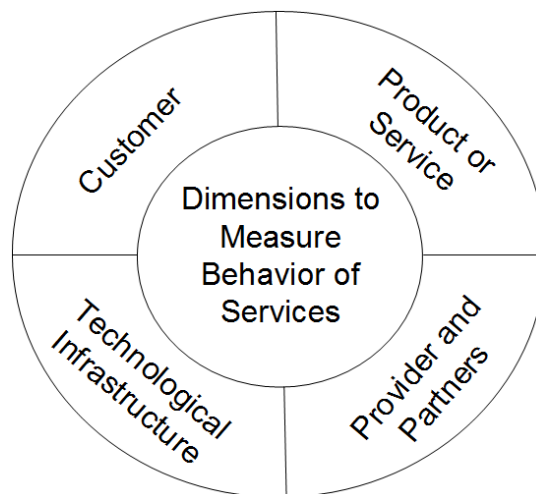 Customer
Product or
Service
Dimensions to
Measure
Behavior of
Services
Technological
Infrastructure
Provider and
Partners